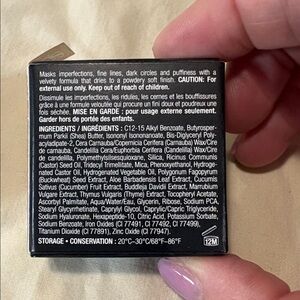 Masks imperfections, fine lines, dark circles and puffiness with a
velvety formula that dries to a powdery soft finish. CAUTION: For
external use only. Keep out of reach of children.
Dissimule les imperfections, les ridules, les cernes et les bouffissures
grâce à une formule veloutée qui procure un fini doux et poudreux une
fois séchée. MISE EN GARDE : pour usage externe seulement.
Garder hors de portée des enfants.
INGREDIENTS / INGRÉDIENTS : C12-15 Alkyl Benzoate, Butyrosper-
mum Parkii (Shea) Butter, Isononyl Isononanoate, Bis-Diglyceryl Poly-
acyladipate-2, Cera Carnauba/Copernicia Cerifera (Carnauba) Wax/Cire
de carnauba, Candelilla Cera/Euphorbia Cerifera (Candelilla) Wax/Cire
de candelilla, Polymethylsilsesquioxane, Silica, Ricinus Communis
(Castor) Seed Oil, Tridecyl Trimellitate, Mica, Phenoxyethanol, Hydroge-
nated Castor Oil, Hydrogenated Vegetable Oil, Polygonum Fagopyrum
(Buckwheat) Seed Extract, Aloe Barbadensis Leaf Extract, Cucumis
Sativus (Cucumber) Fruit Extract, Buddleja Davidii Extract, Marrubium
Vulgare Extract, Thymus Vulgaris (Thyme) Extract, Tocopheryl Acetate,
Ascorbyl Palmitate, Aqua/Water/Eau, Glycerin, Ribose, Sodium PCA,
Stearyl Glycyrrhetinate, Caprylyl Glycol, Caprylic/Capric Triglyceride,
Sodium Hyaluronate, Hexapeptide-10, Citric Acid, Potassium Sorbate,
Sodium Benzoate, Iron Oxides (CI 77491, CI 77492, CI 77499),
Titanium Dioxide (CI 77891), Zinc Oxide (CI 77947).
STORAGE • CONSERVATION : 20°C–30°C/68°F–86°F
12M